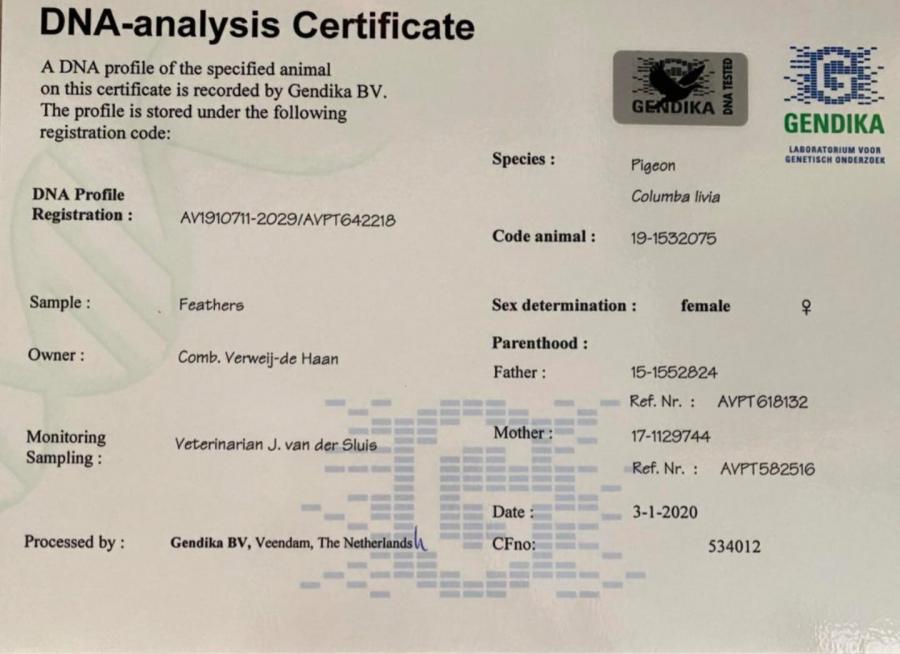 DNA-analysis Certificate
A DNA profile of the specified animal
on this certificate is recorded by Gendika BV.
The profile is stored under the following
registration code:
GENDIKA
DNA TESTED
GENDIKA
LABORATORIUM VOOR
GENETISCH ONDERZOEK
DNA Profile
Registration : AV1910711-2029/AVPT642218
Sample : Feathers
Owner : Comb. Verweij-de Haan
Monitoring
Sampling : Veterinarian J. van der Sluis
Processed by : Gendika BV, Veendam, The Netherlands
Species : Pigeon
Columba livia
Code animal : 19-1532075
Sex determination : female ♀
Parenthood :
Father : 15-1552824
Ref. Nr. : AVPT618132
Mother : 17-1129744
Ref. Nr. : AVPT582516
Date : 3-1-2020
CFno: 534012